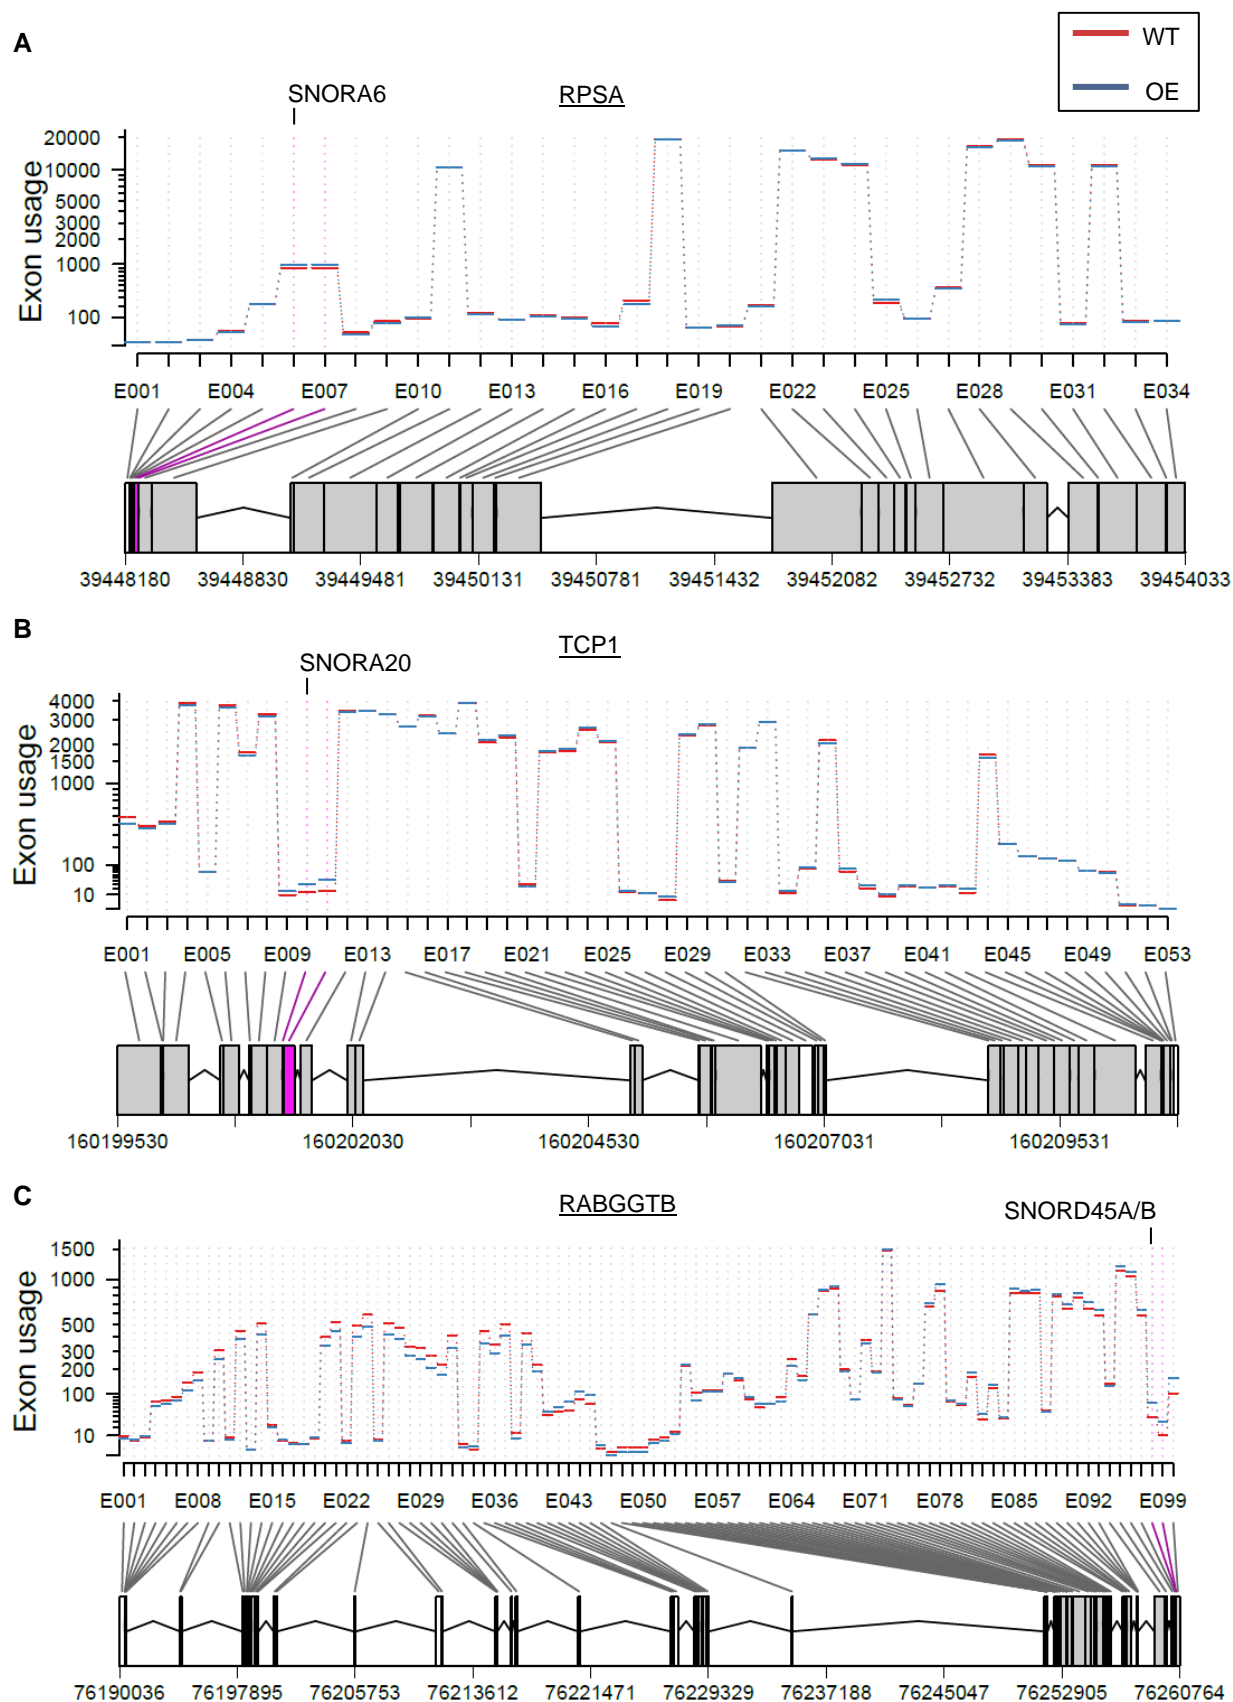 A
WT
OE
SNORA6
RPSA
Exon usage
20000
10000
5000
3000
2000
1000
100
E001 E004 E007 E010 E013 E016 E019 E022 E025 E028 E031 E034
39448180 39448830 39449481 39450131 39450781 39451432 39452082 39452732 39453383 39454033
B
TCP1
SNORA20
Exon usage
4000
3000
2000
1500
1000
100
10
E001 E005 E009 E013 E017 E021 E025 E029 E033 E037 E041 E045 E049 E053
160199530 160202030 160204530 160207031 160209531
C
RABGGTB
SNORD45A/B
Exon usage
1500
1000
500
300
200
100
10
E001 E008 E015 E022 E029 E036 E043 E050 E057 E064 E071 E078 E085 E092 E099
76190036 76197895 76205753 76213612 76221471 76229329 76237188 76245047 76252905 76260764